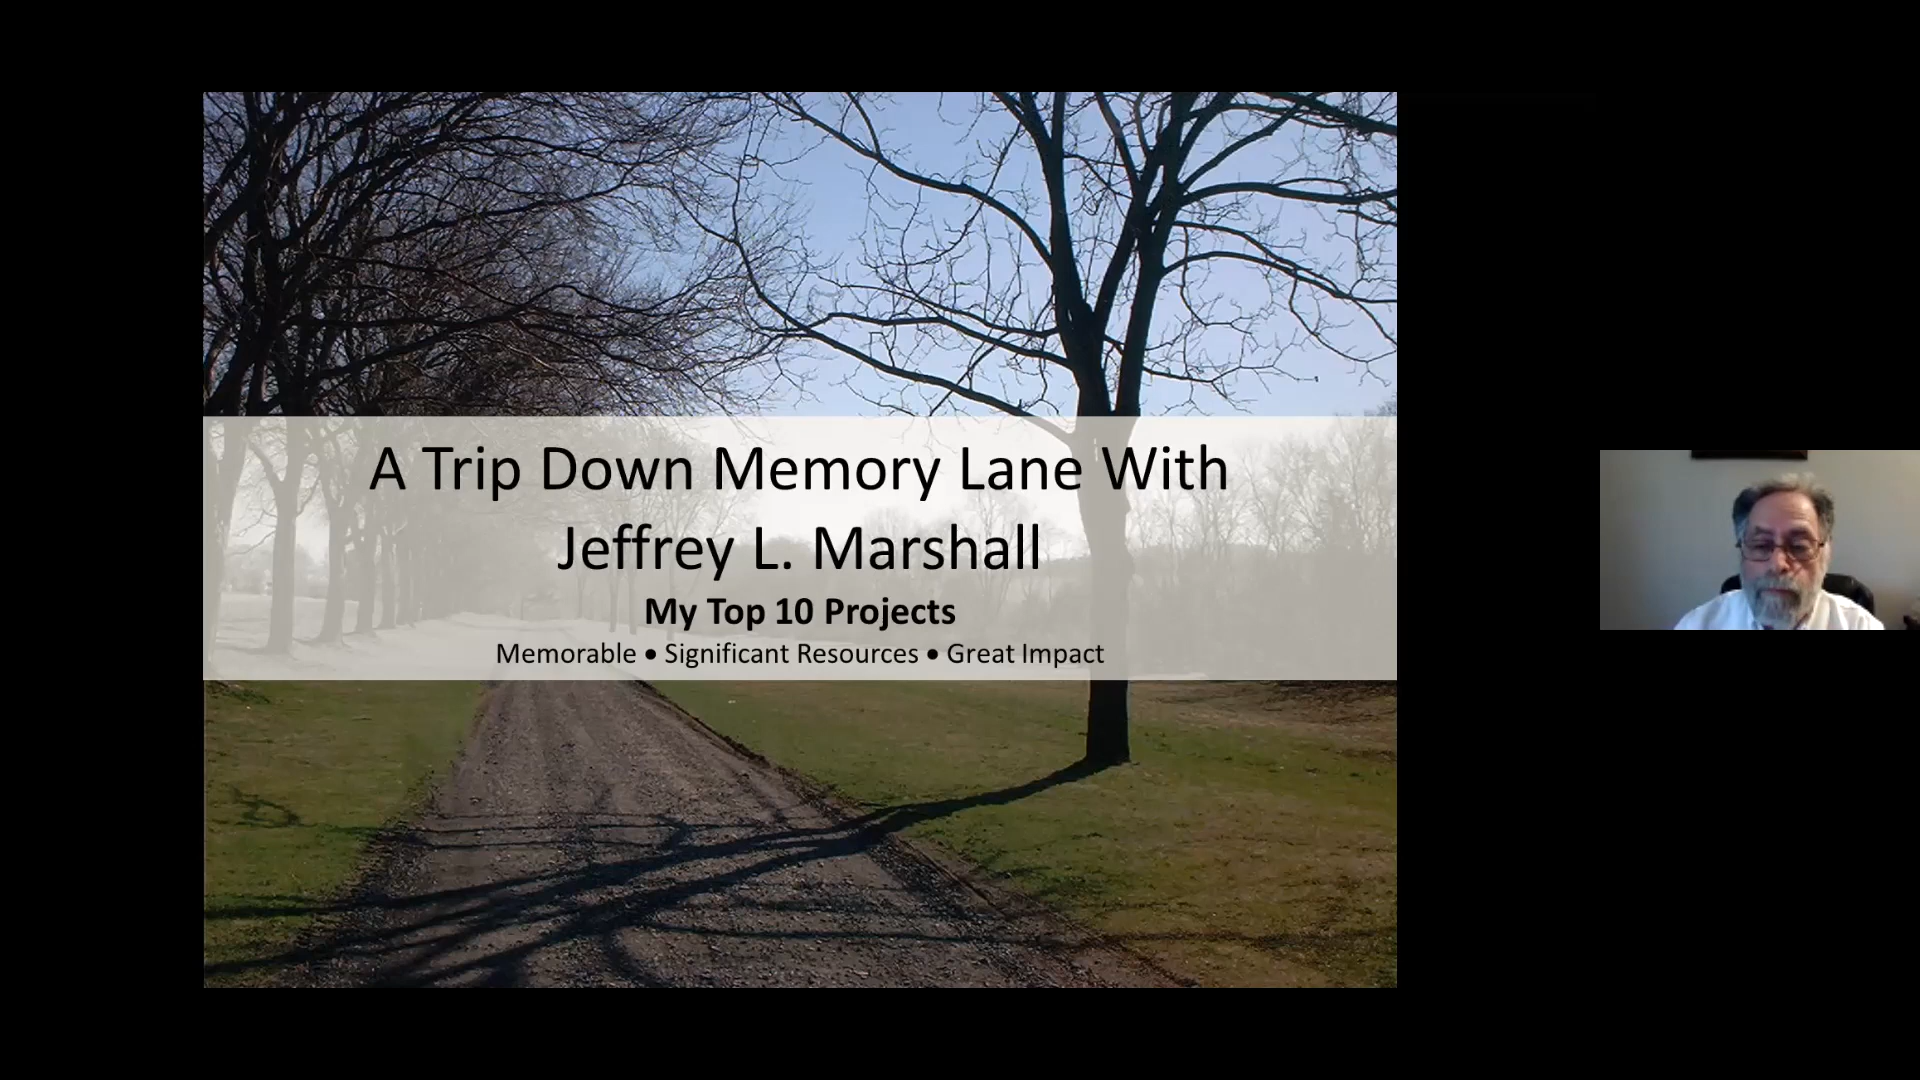 A Trip Down Memory Lane With
Jeffrey L. Marshall
My Top 10 Projects
Memorable • Significant Resources • Great Impact